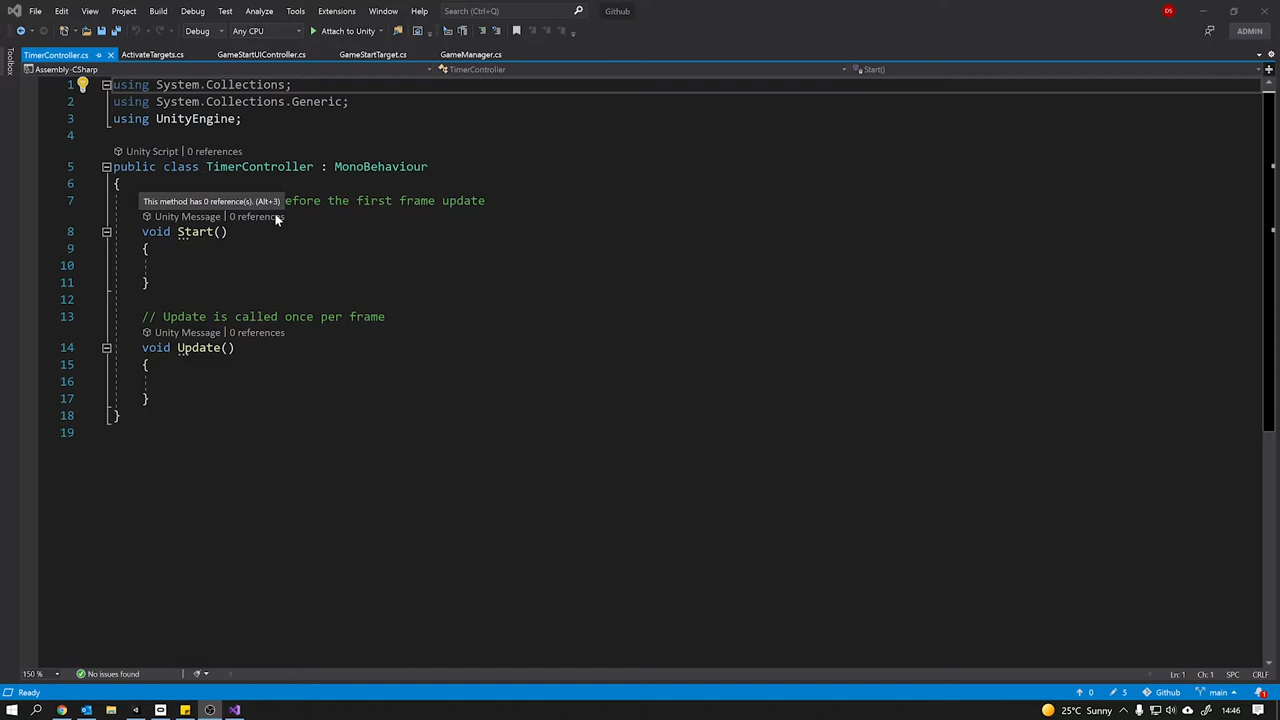 File Edit View Project Build Debug Test Analyze Tools Extensions Window Help Search (Ctrl+Q) Github DS
Debug Any CPU Attach to Unity ADMIN
TimerController.cs ActivateTargets.cs GameStartUIController.cs GameStartTarget.cs GameManager.cs
Toolbox
Assembly-CSharp TimerController Start()
1 using System.Collections;
2 using System.Collections.Generic;
3 using UnityEngine;
4
Unity Script | 0 references
5 public class TimerController : MonoBehaviour
6 {
7 This method has 0 reference(s). (Alt+3) efore the first frame update
Unity Message | 0 references
8 void Start()
9 {
10
11 }
12
13 // Update is called once per frame
Unity Message | 0 references
14 void Update()
15 {
16
17 }
18 }
19
150 % No issues found Ln: 1 Ch: 1 SPC CRLF
Ready 0 5 Github main 1
25°C Sunny 14:46